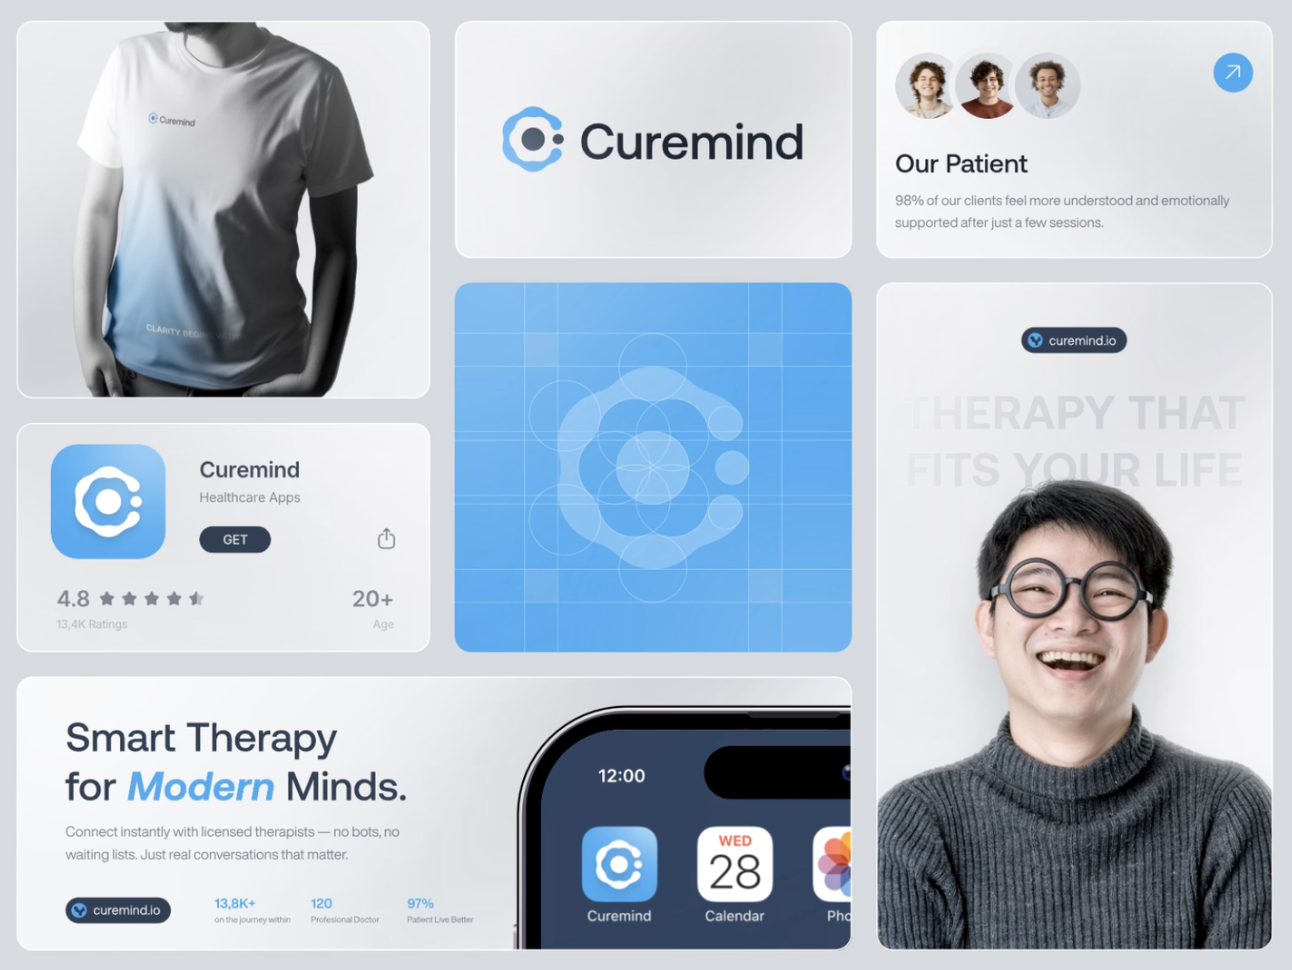 Curemind
CLARITY BEGINS
Curemind
Our Patient
98% of our clients feel more understood and emotionally
supported after just a few sessions.
Curemind
Healthcare Apps
GET
4.8
13,4K Ratings
20+
Age
curemind.io
THERAPY THAT
FITS YOUR LIFE
Smart Therapy
for Modern Minds.
Connect instantly with licensed therapists — no bots, no
waiting lists. Just real conversations that matter.
curemind.io
13,8K+
on the journey within
120
Profesional Doctor
97%
Patient Live Better
12:00
WED
28
Curemind
Calendar
Pho